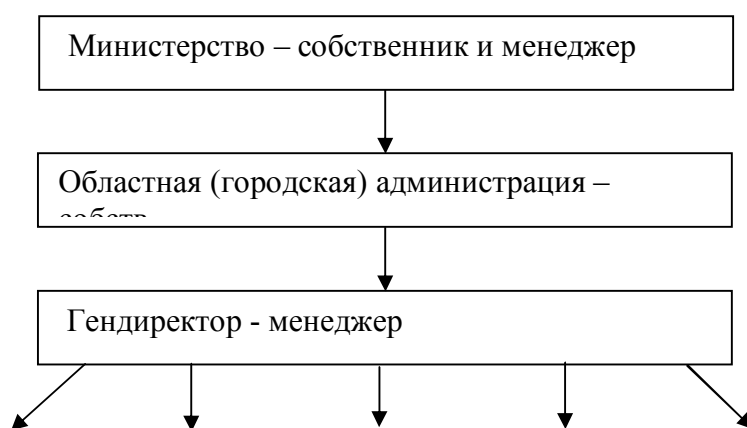 Министерство – собственник и менеджер
Областная (городская) администрация –
Гендиректор - менеджер